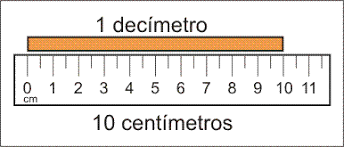 1 decímetro
0 1 2 3 4 5 6 7 8 9 10 11
cm
10 centímetros